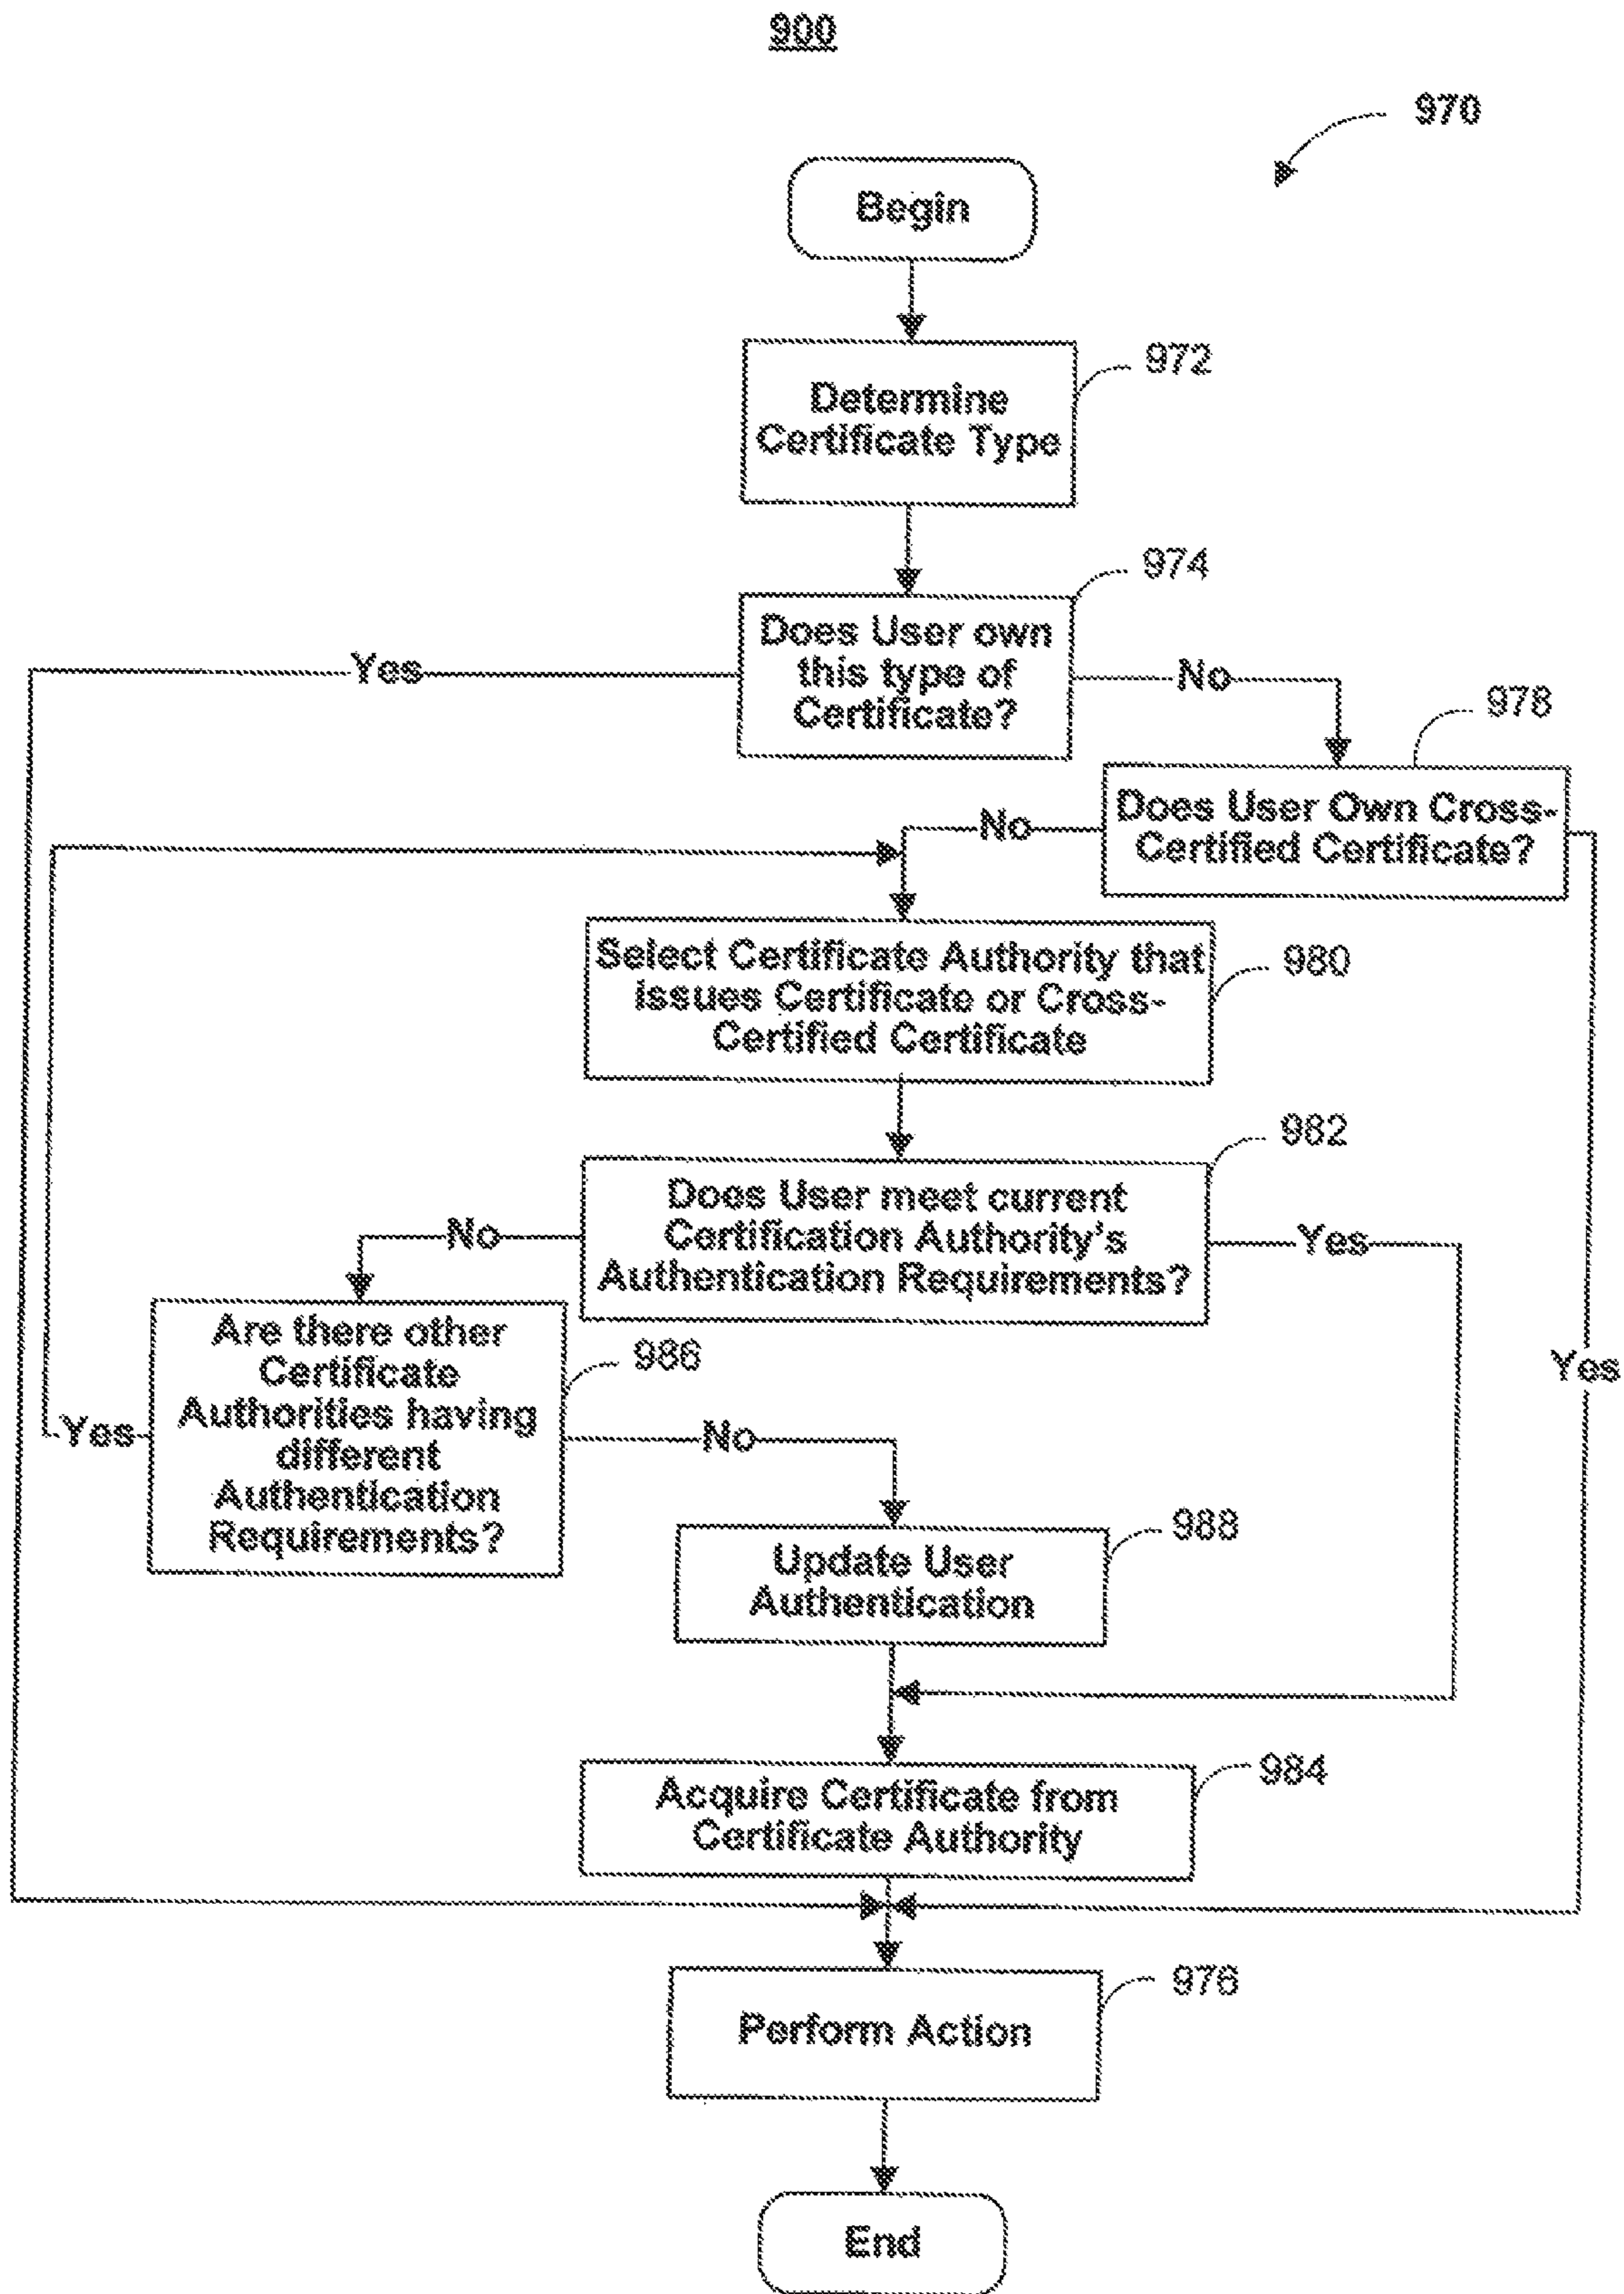 900
970
Begin
972
Determine
Certificate Type
974
Does User own
this type of
Certificate?
Yes
No
978
Does User Own Cross-
Certified Certificate?
No
Yes
980
Select Certificate Authority that
issues Certificate or Cross-
Certified Certificate
982
Does User meet current
Certification Authority's
Authentication Requirements?
No
Yes
986
Are there other
Certificate
Authorities having
different
Authentication
Requirements?
Yes
No
988
Update User
Authentication
984
Acquire Certificate from
Certificate Authority
976
Perform Action
End